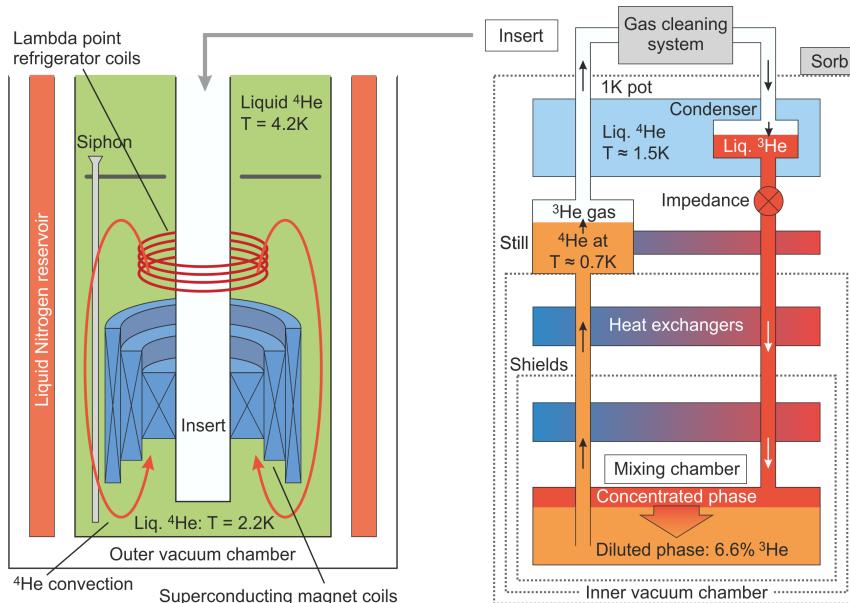 Lambda point
refrigerator coils
Liquid ⁴He
T = 4.2K
Siphon
Liquid Nitrogen reservoir
Insert
Liq. ⁴He: T = 2.2K
Outer vacuum chamber
⁴He convection
Superconducting magnet coils
Insert
Gas cleaning
system
Sorb
1K pot
Condenser
Liq. ⁴He
T ≈ 1.5K
Liq. ³He
Impedance
³He gas
Still
⁴He at
T ≈ 0.7K
Heat exchangers
Shields
Mixing chamber
Concentrated phase
Diluted phase: 6.6% ³He
Inner vacuum chamber